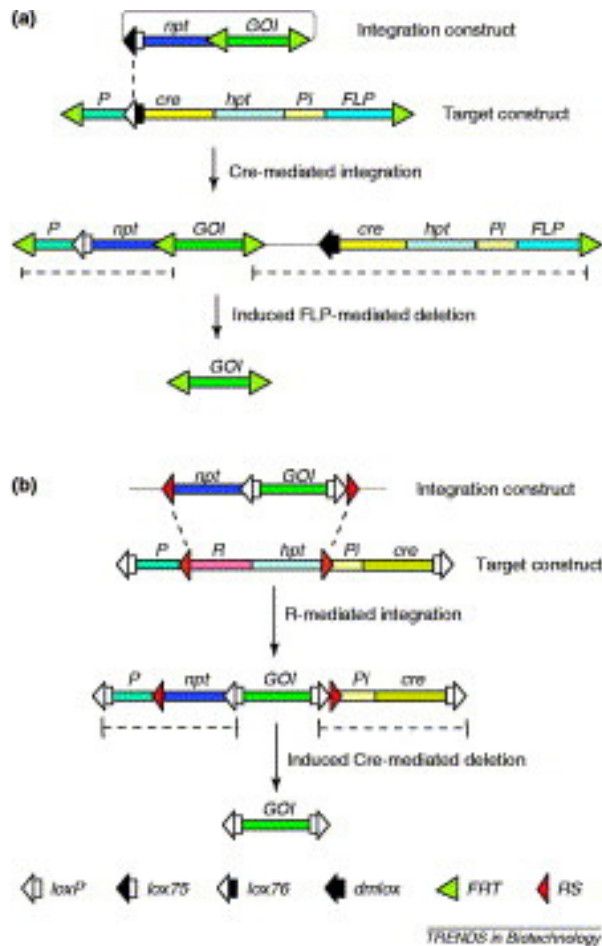 (a)
npt GOI
Integration construct
P cre hpt Pi FLP
Target construct
Cre-mediated integration
P npt GOI cre hpt Pi FLP
Induced FLP-mediated deletion
GOI
(b)
npt GOI
Integration construct
P R hpt Pi cre
Target construct
R-mediated integration
P npt GOI Pi cre
Induced Cre-mediated deletion
GOI
loxP lox75 lox76 dmlox FRT RS
TRENDS in Biotechnology